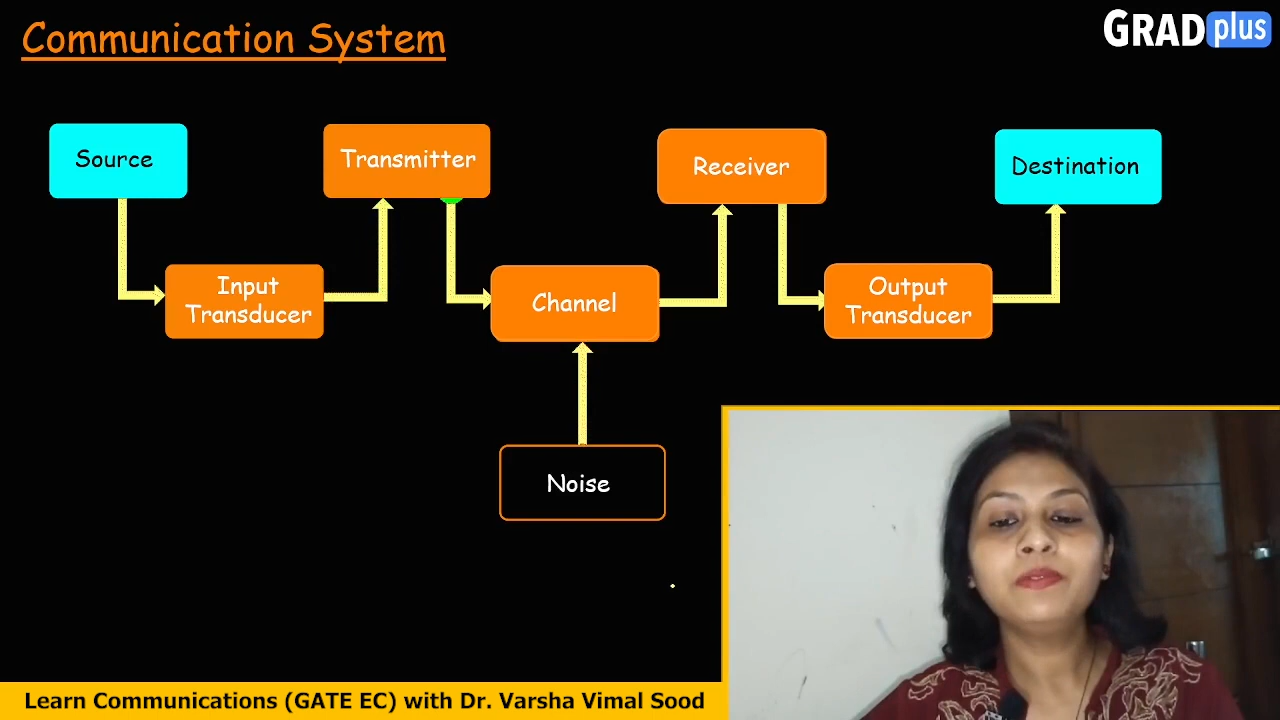 Communication System
GRADplus
Source
Transmitter
Receiver
Destination
Input
Transducer
Channel
Output
Transducer
Noise
Learn Communications (GATE EC) with Dr. Varsha Vimal Sood